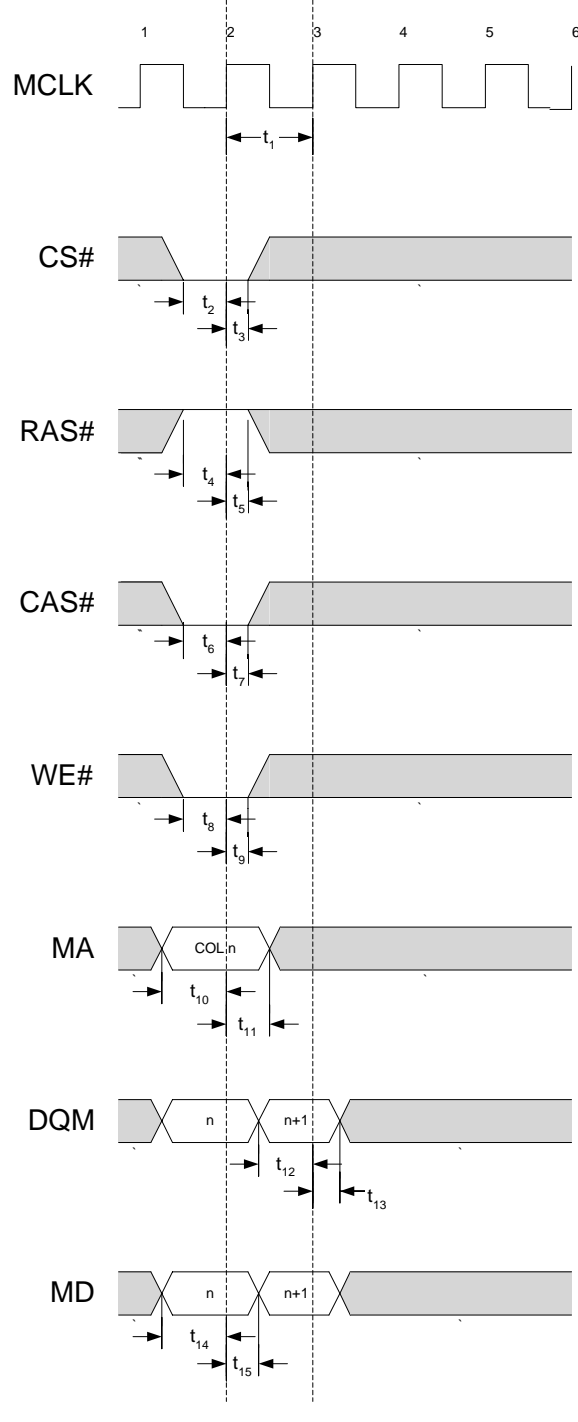 1 2 3 4 5 6
MCLK
t1
CS#
t2
t3
RAS#
t4
t5
CAS#
t6
t7
WE#
t8
t9
MA
COL n
t10
t11
DQM
n n+1
t12
t13
MD
n n+1
t14
t15